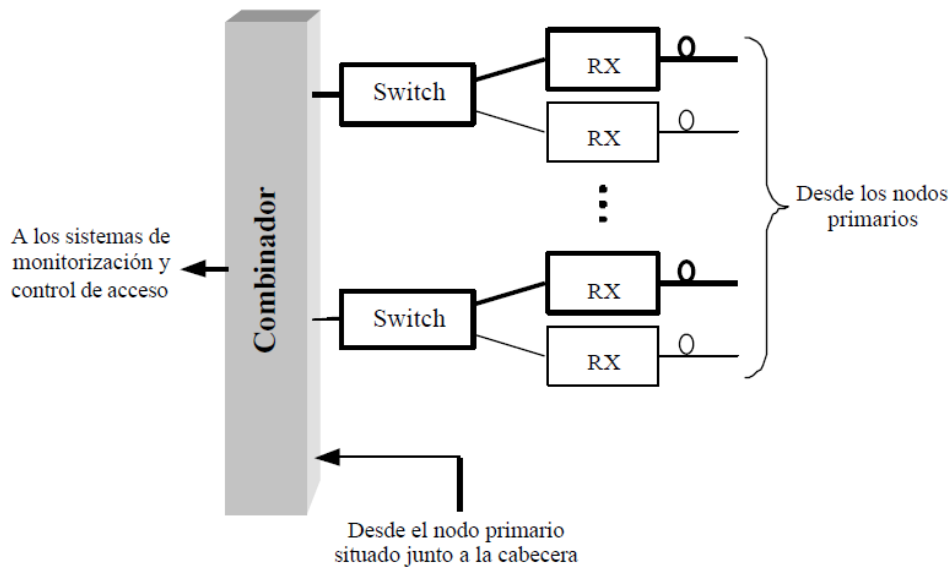 RX
Switch
RX
Desde los nodos
primarios
A los sistemas de
monitorización y
control de acceso
Combinador
RX
Switch
RX
Desde el nodo primario
situado junto a la cabecera